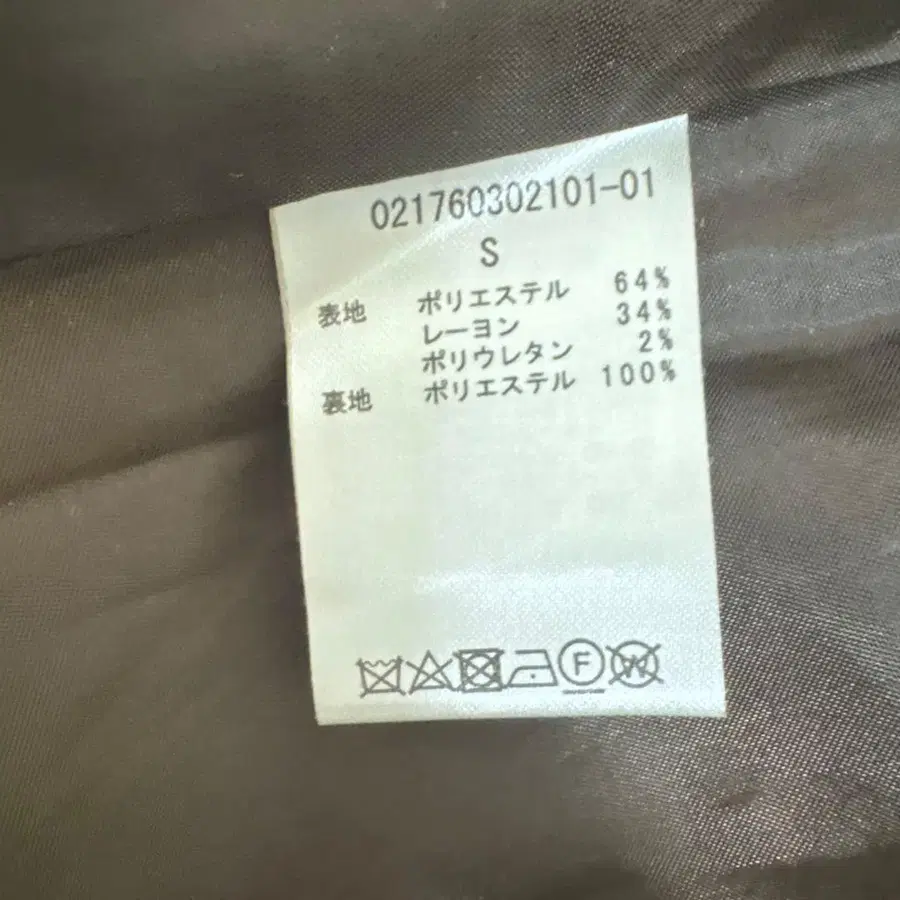 021760302101-01
S
表地 ポリエステル 64%
レーヨン 34%
ポリウレタン 2%
裏地 ポリエステル 100%
F W